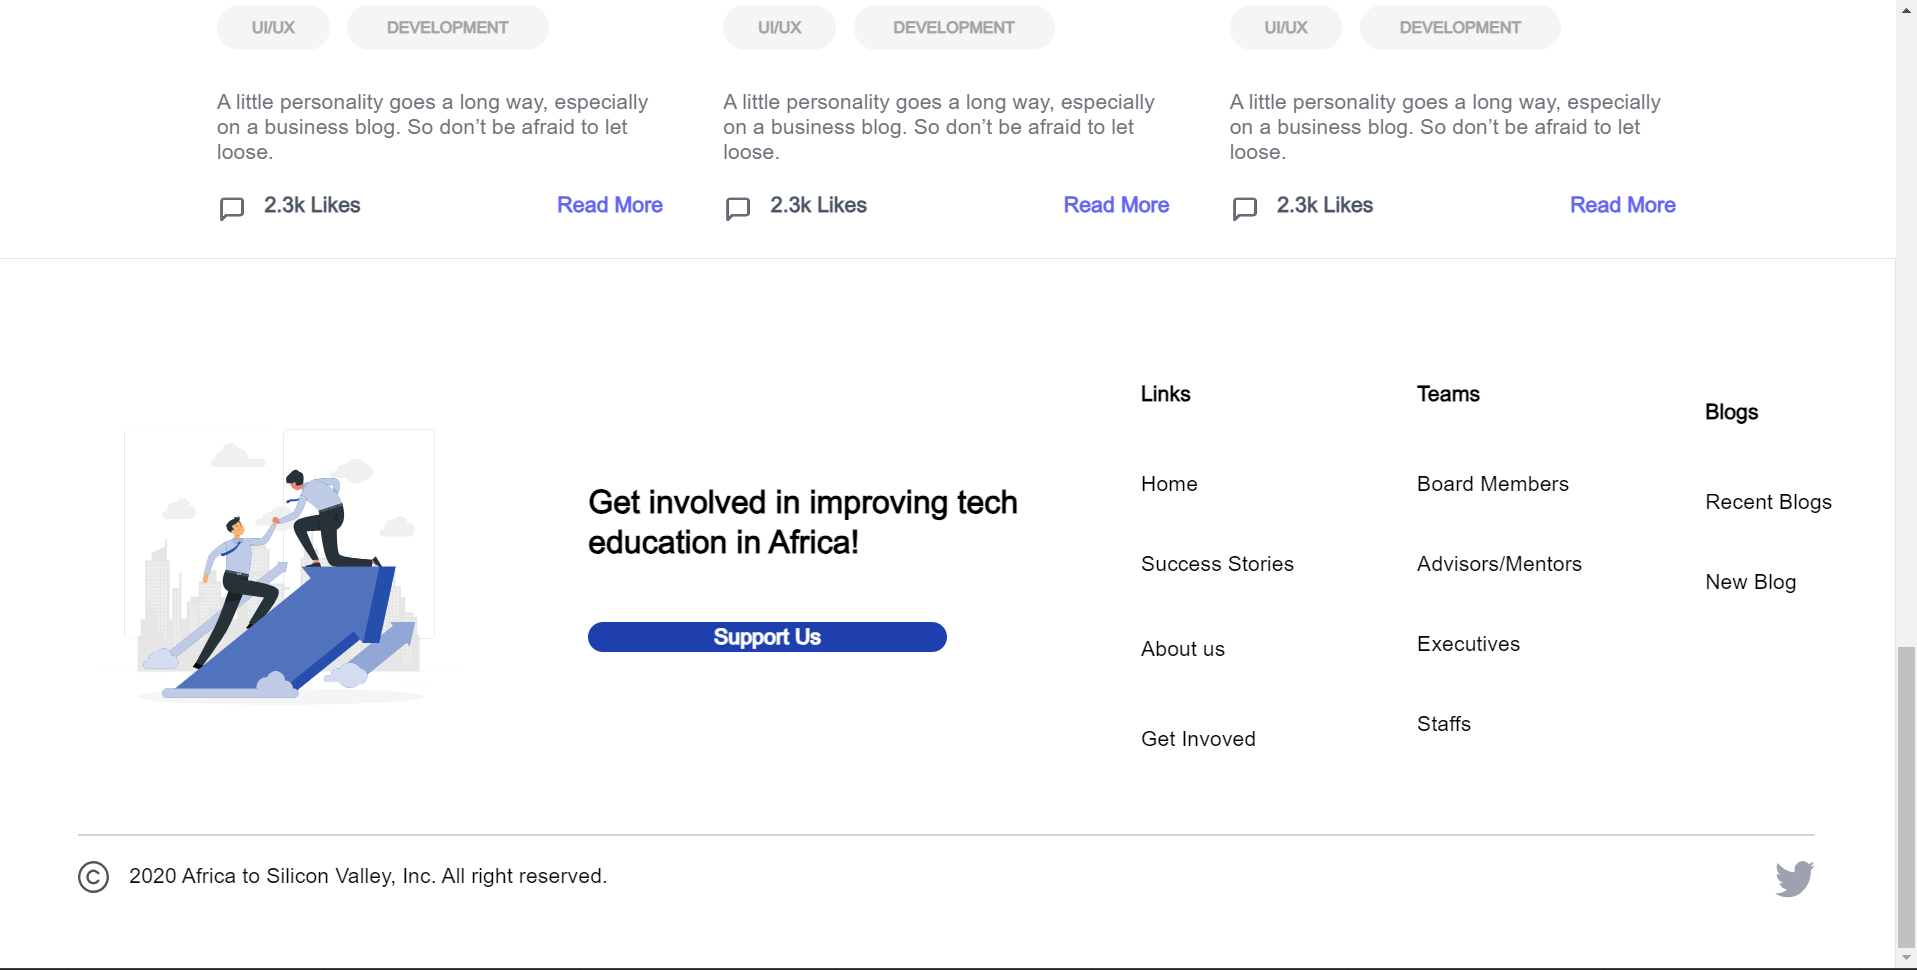 UI/UX DEVELOPMENT
A little personality goes a long way, especially
on a business blog. So don’t be afraid to let
loose.
2.3k Likes Read More
UI/UX DEVELOPMENT
A little personality goes a long way, especially
on a business blog. So don’t be afraid to let
loose.
2.3k Likes Read More
UI/UX DEVELOPMENT
A little personality goes a long way, especially
on a business blog. So don’t be afraid to let
loose.
2.3k Likes Read More
Get involved in improving tech
education in Africa!
Support Us
Links
Home
Success Stories
About us
Get Invoved
Teams
Board Members
Advisors/Mentors
Executives
Staffs
Blogs
Recent Blogs
New Blog
© 2020 Africa to Silicon Valley, Inc. All right reserved.